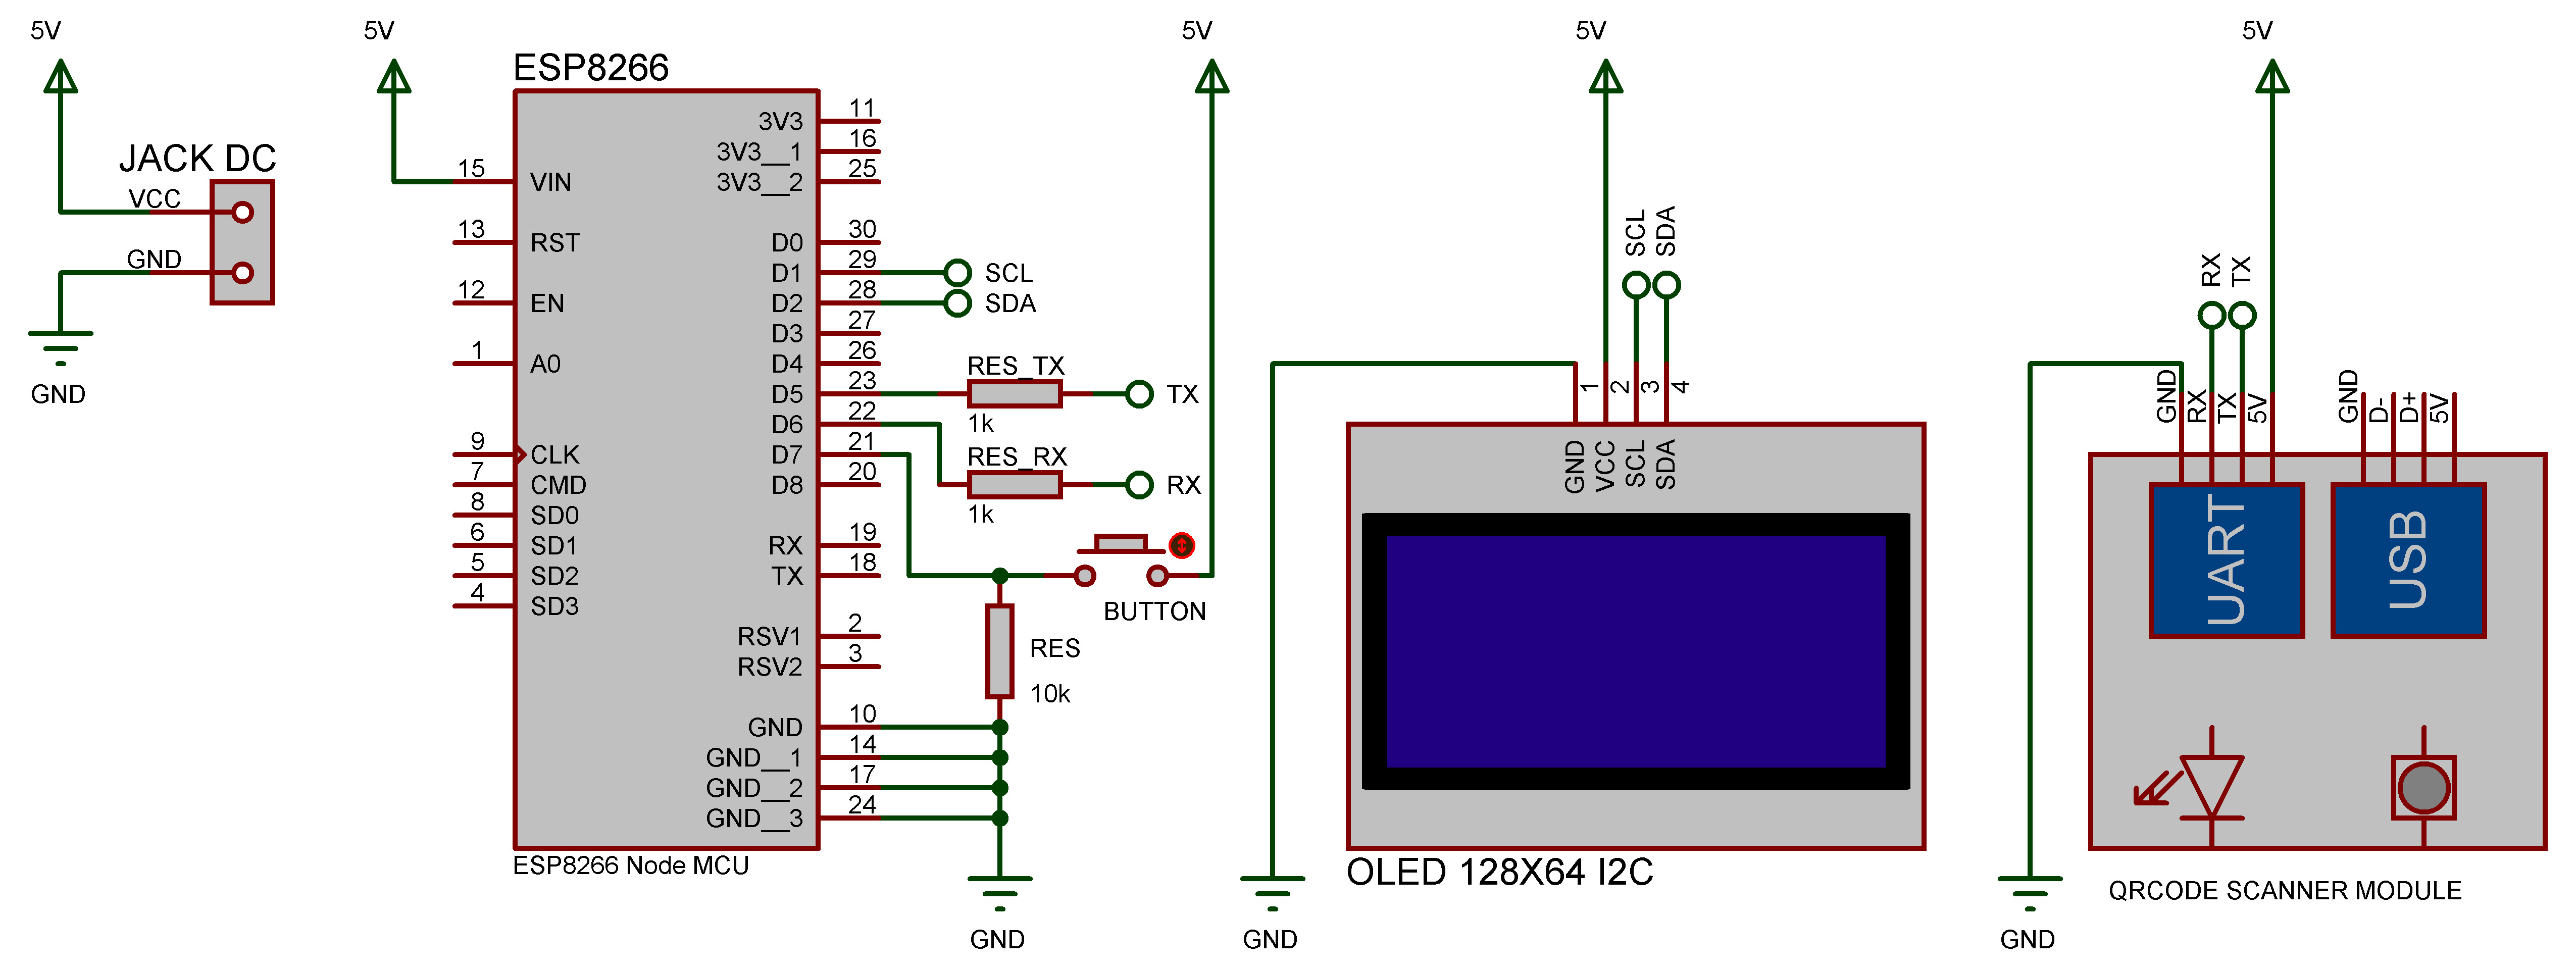 5V
JACK DC
VCC
GND
GND
5V
ESP8266
15 VIN
13 RST
12 EN
1 A0
9 CLK
7 CMD
8 SD0
6 SD1
5 SD2
4 SD3
3V3 11
3V3__1 16
3V3__2 25
D0 30
D1 29 SCL
D2 28 SDA
D3 27
D4 26
D5 23
D6 22
D7 21
D8 20
RX 19
TX 18
RSV1 2
RSV2 3
GND 10
GND__1 14
GND__2 17
GND__3 24
ESP8266 Node MCU
RES_TX
1k
TX
RES_RX
1k
RX
5V
BUTTON
RES
10k
GND
5V
SCL
SDA
1
2
3
4
GND
VCC
SCL
SDA
OLED 128X64 I2C
GND
5V
RX
TX
GND
RX
TX
5V
GND
D-
D+
5V
UART
USB
QRCODE SCANNER MODULE
GND